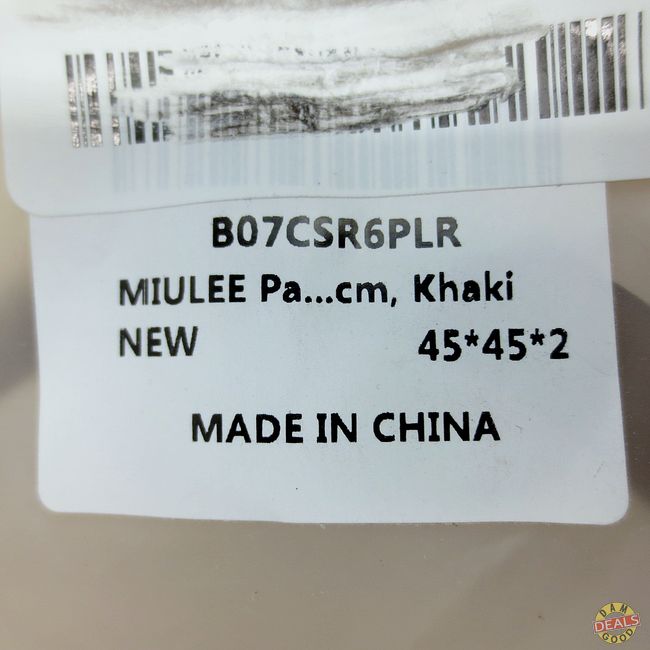 B07CSR6PLR
MIULEE Pa...cm, Khaki
NEW 45*45*2
MADE IN CHINA
DAM
DEALS
GOOD